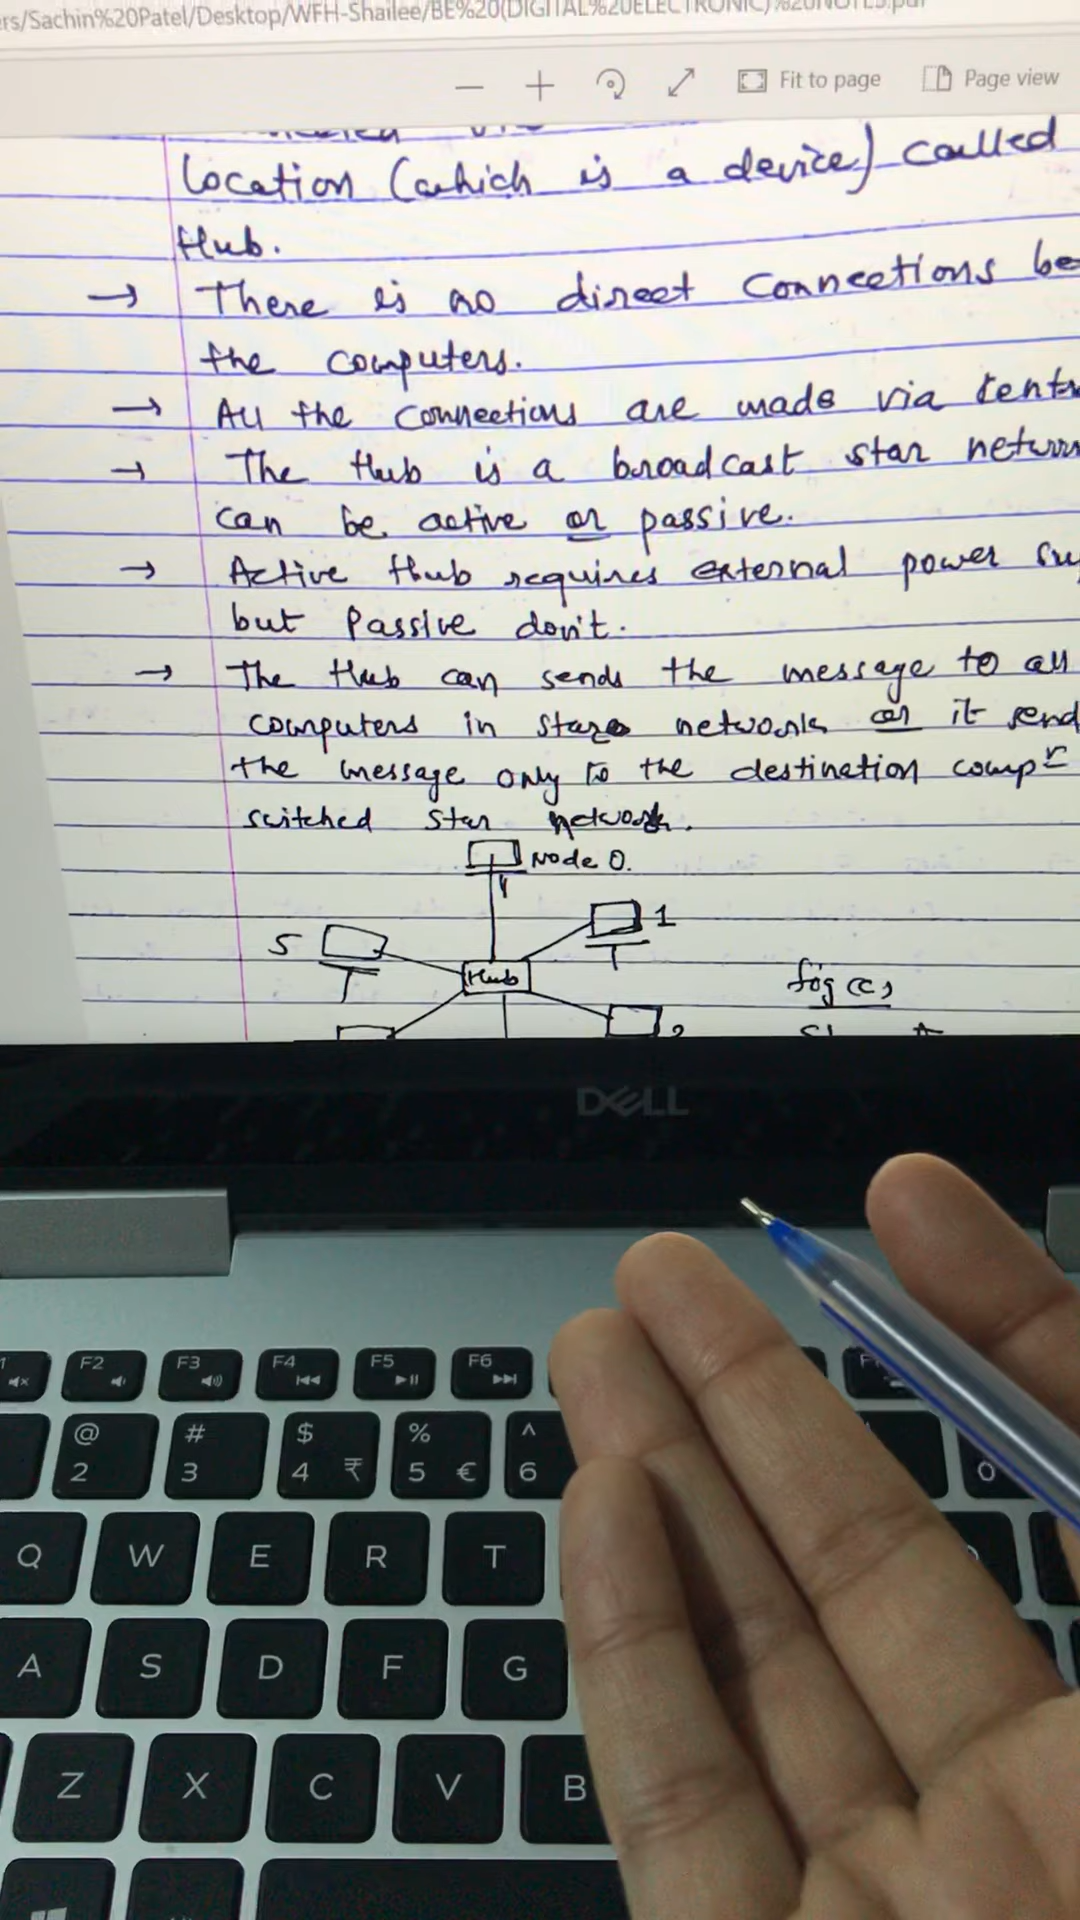 rs/Sachin%20Patel/Desktop/WFH-Shailee/BE%20(DIGITAL%20ELECTRONIC)%20NOTES.pdf
Fit to page Page view
location (which is a device) called
Hub.
→ There is no direct connections be
the computers.
→ All the connections are made via centr
→ The Hub is a broadcast star networ
can be active or passive.
→ Active Hub requires external power su
but Passive don't.
→ The Hub can sends the message to all
computers in star network or it send
the message only to the destination comp
switched star network.
Node 0.
1
5
Hub
fig (c)
2
DELL
F2 F3 F4 F5 F6
@ # $ % ^
2 3 4 ₹ 5 € 6 0
Q W E R T
A S D F G
Z X C V B